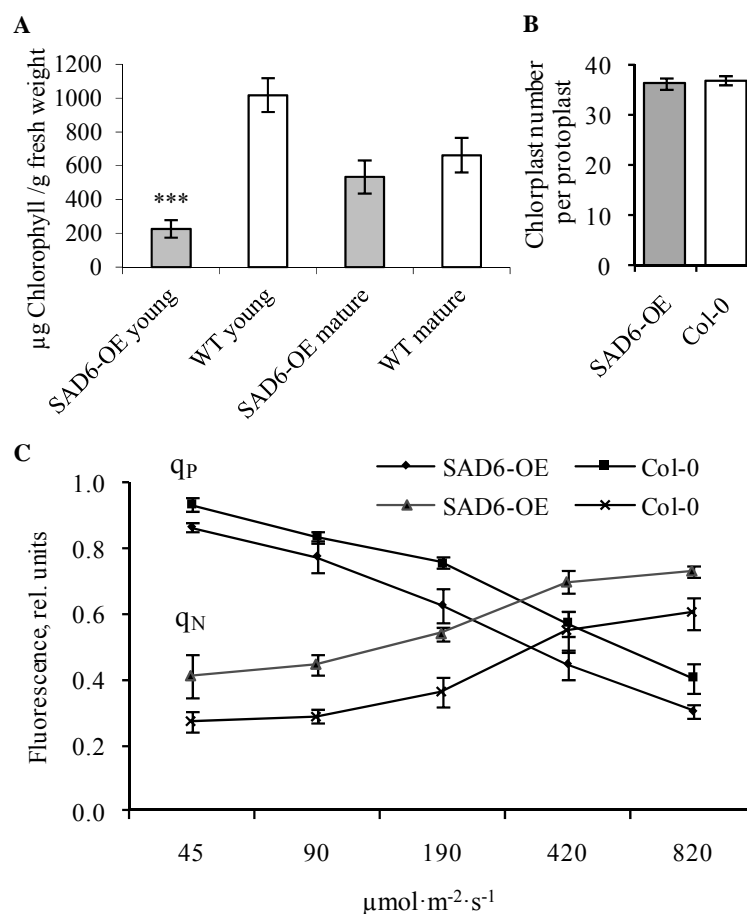 A
µg Chlorophyll /g fresh weight
1200
1000
800
600
400
200
0
***
SAD6-OE young
WT young
SAD6-OE mature
WT mature
B
Chlorplast number
per protoplast
40
30
20
10
0
SAD6-OE
Col-0
C
qP
SAD6-OE
Col-0
SAD6-OE
Col-0
qN
Fluorescence, rel. units
1.0
0.8
0.6
0.4
0.2
0.0
45
90
190
420
820
µmol·m-2·s-1